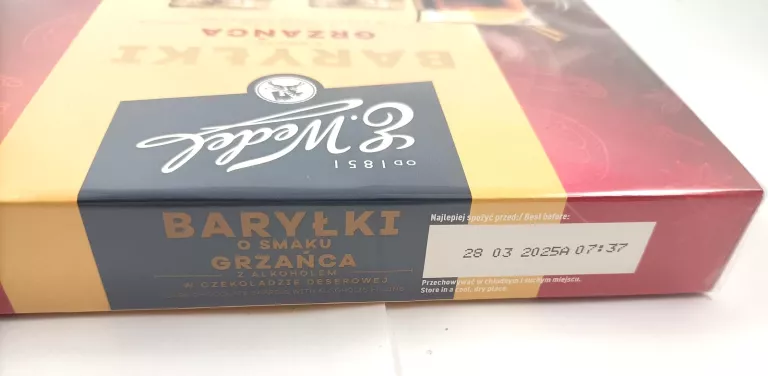 BARYŁKI
GRZAŃCA
E.Wedel
OD 1851
BARYŁKI
O SMAKU
GRZAŃCA
Z ALKOHOLEM
W CZEKOLADZIE DESEROWEJ
Najlepiej spożyć przed:/ Best before:
28 03 2025A 07:37
Przechowywać w chłodnym i suchym miejscu.
Store in a cool, dry place.